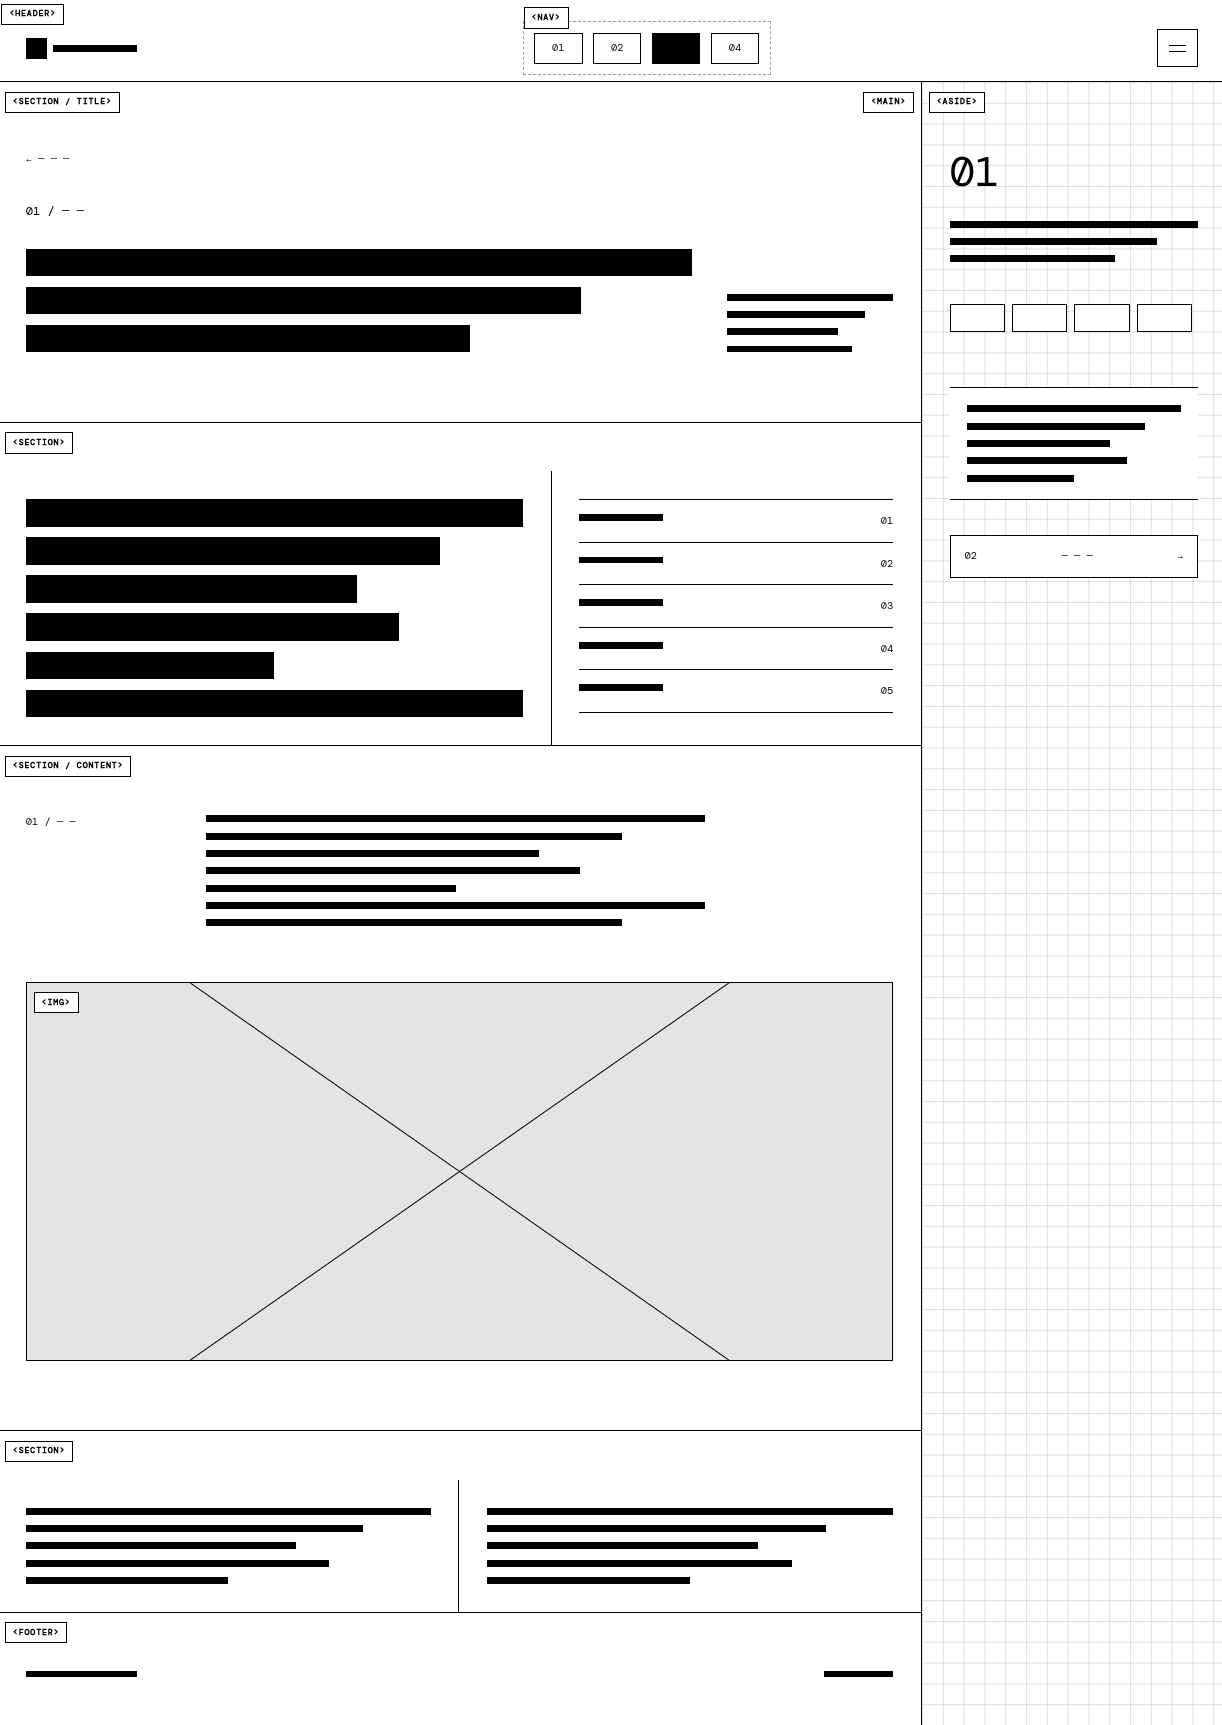 <HEADER>
<NAV>
01
02
04
<SECTION / TITLE>
<MAIN>
← — — —
01 / — —
<SECTION>
01
02
03
04
05
<SECTION / CONTENT>
01 / — —
<IMG>
<SECTION>
<FOOTER>
<ASIDE>
01
02 — — — →